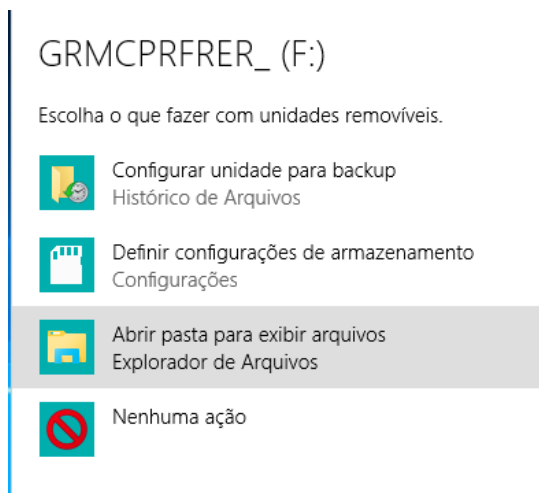 GRMCPRFRER_ (F:)
Escolha o que fazer com unidades removíveis.
Configurar unidade para backup
Histórico de Arquivos
Definir configurações de armazenamento
Configurações
Abrir pasta para exibir arquivos
Explorador de Arquivos
Nenhuma ação